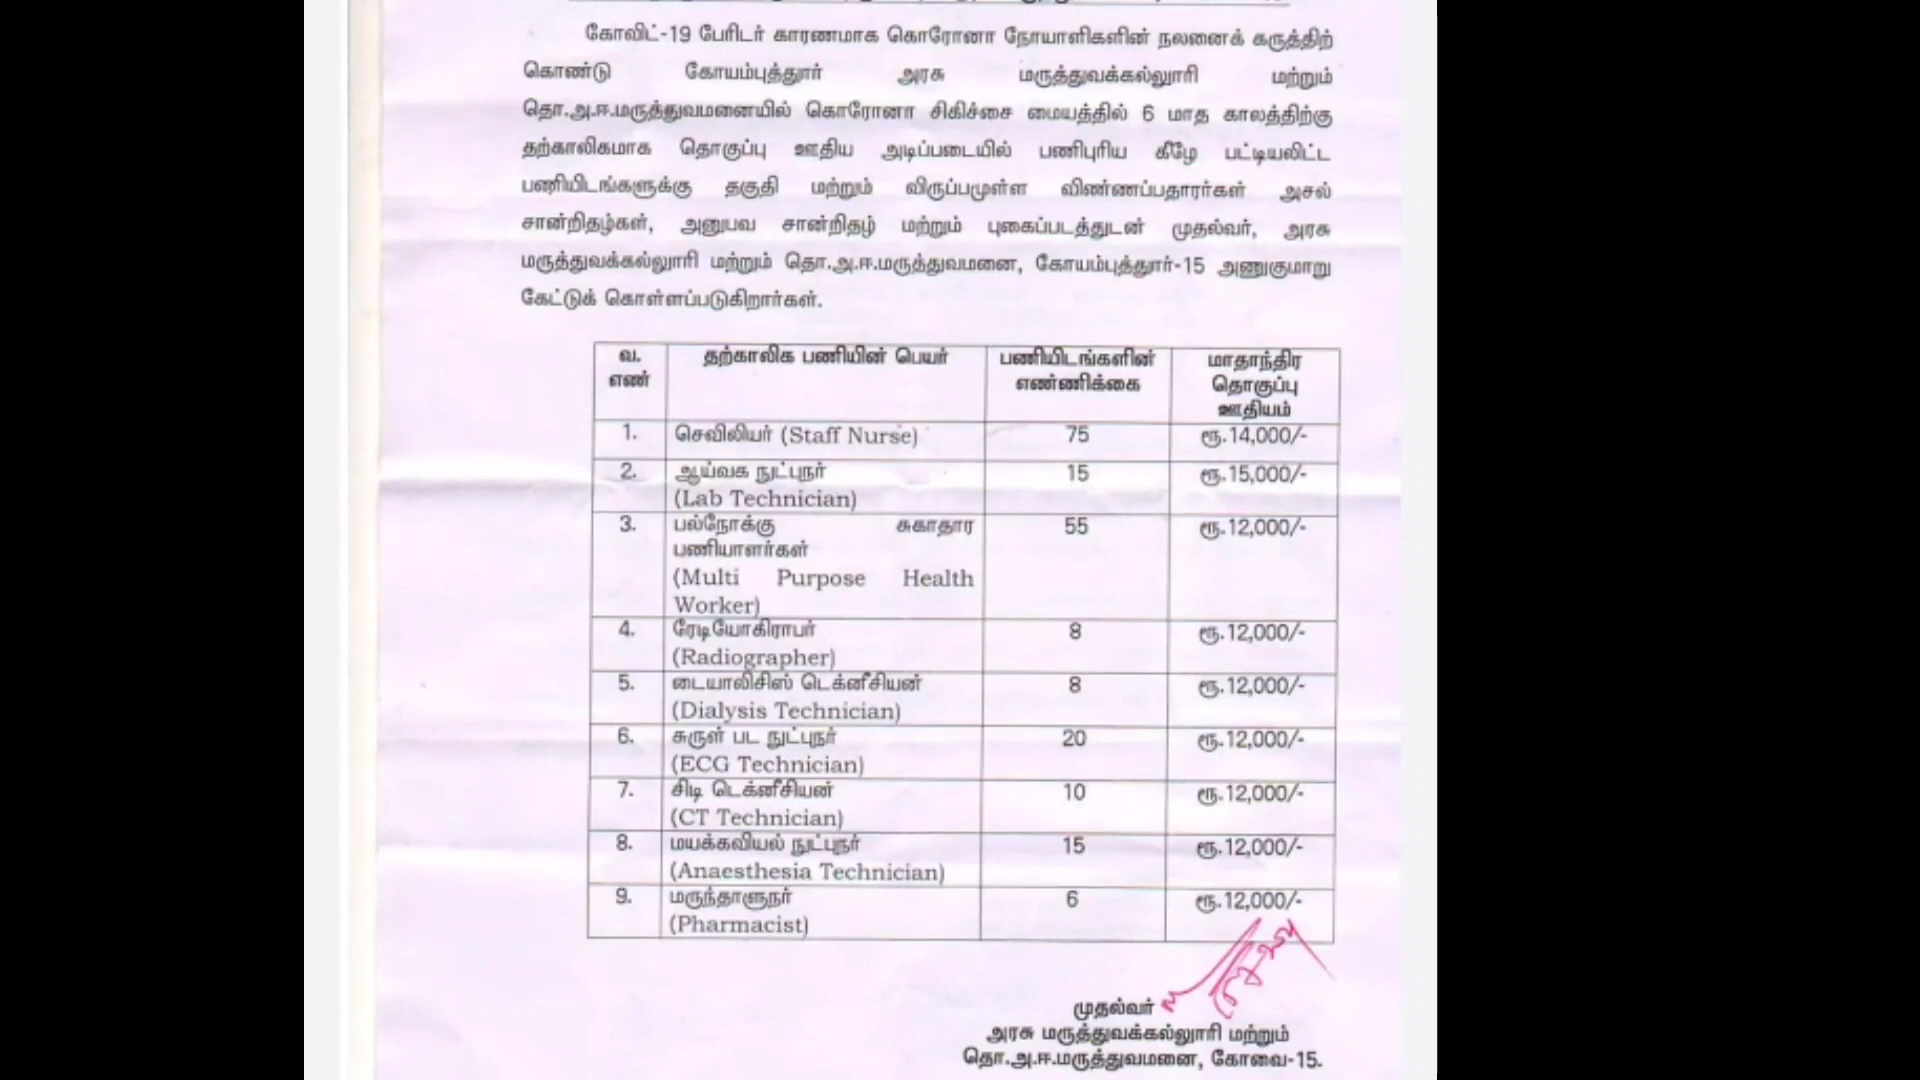 கோவிட்-19 பேரிடர் காரணமாக கொரோனா நோயாளிகளின் நலனைக் கருத்திற்
கொண்டு கோயம்புத்தூர் அரசு மருத்துவக்கல்லூரி மற்றும்
தொ.அ.ஈ.மருத்துவமனையில் கொரோனா சிகிச்சை மையத்தில் 6 மாத காலத்திற்கு
தற்காலிகமாக தொகுப்பு ஊதிய அடிப்படையில் பணிபுரிய கீழே பட்டியலிட்ட
பணியிடங்களுக்கு தகுதி மற்றும் விருப்பமுள்ள விண்ணப்பதாரர்கள் அசல்
சான்றிதழ்கள், அனுபவ சான்றிதழ் மற்றும் புகைப்படத்துடன் முதல்வர், அரசு
மருத்துவக்கல்லூரி மற்றும் தொ.அ.ஈ.மருத்துவமனை, கோயம்புத்தூர்-15 அணுகுமாறு
கேட்டுக் கொள்ளப்படுகிறார்கள்.
வ. எண் தற்காலிக பணியின் பெயர் பணியிடங்களின் எண்ணிக்கை மாதாந்திர தொகுப்பு ஊதியம்
1. செவிலியர் (Staff Nurse) 75 ரூ.14,000/-
2. ஆய்வக நுட்புநர் 15 ரூ.15,000/-
(Lab Technician)
3. பல்நோக்கு சுகாதார 55 ரூ.12,000/-
பணியாளர்கள்
(Multi Purpose Health
Worker)
4. ரேடியோகிராபர் 8 ரூ.12,000/-
(Radiographer)
5. டையாலிசிஸ் டெக்னீசியன் 8 ரூ.12,000/-
(Dialysis Technician)
6. சுருள் பட நுட்புநர் 20 ரூ.12,000/-
(ECG Technician)
7. சிடி டெக்னீசியன் 10 ரூ.12,000/-
(CT Technician)
8. மயக்கவியல் நுட்புநர் 15 ரூ.12,000/-
(Anaesthesia Technician)
9. மருந்தாளுநர் 6 ரூ.12,000/-
(Pharmacist)
முதல்வர்
அரசு மருத்துவக்கல்லூரி மற்றும்
தொ.அ.ஈ.மருத்துவமனை, கோவை-15.